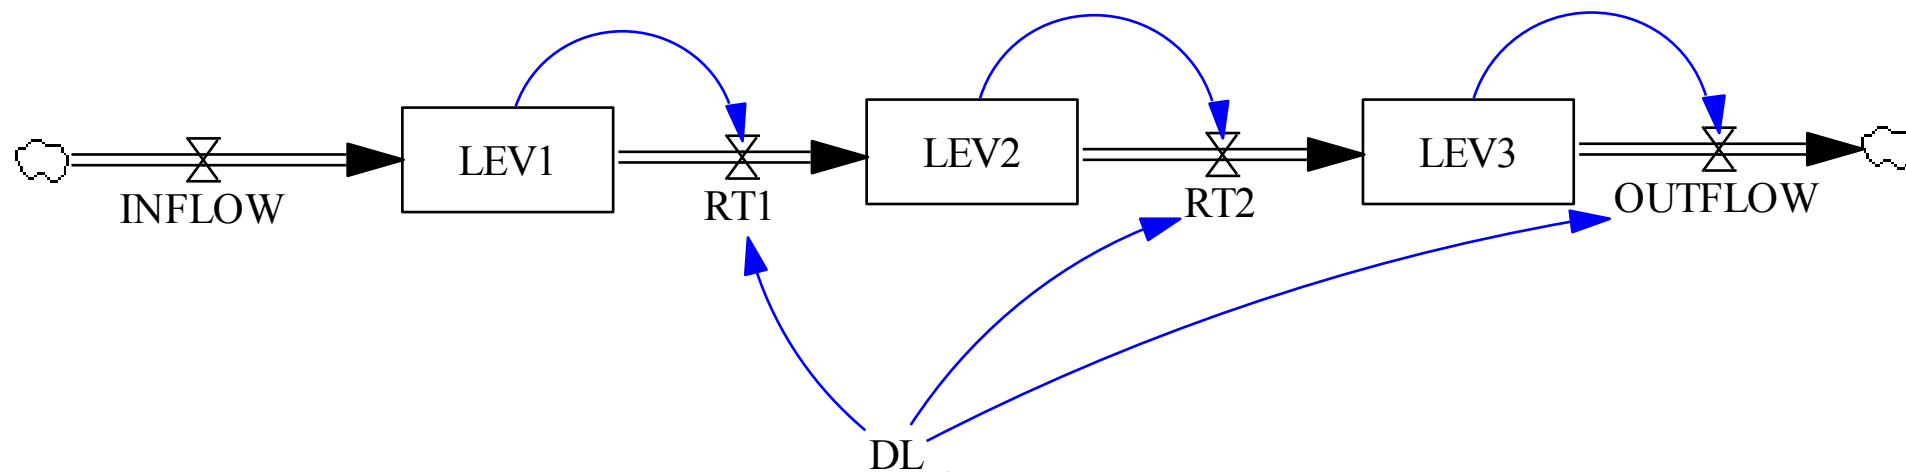 LEV1
LEV2
LEV3
INFLOW
RT1
RT2
OUTFLOW
DL